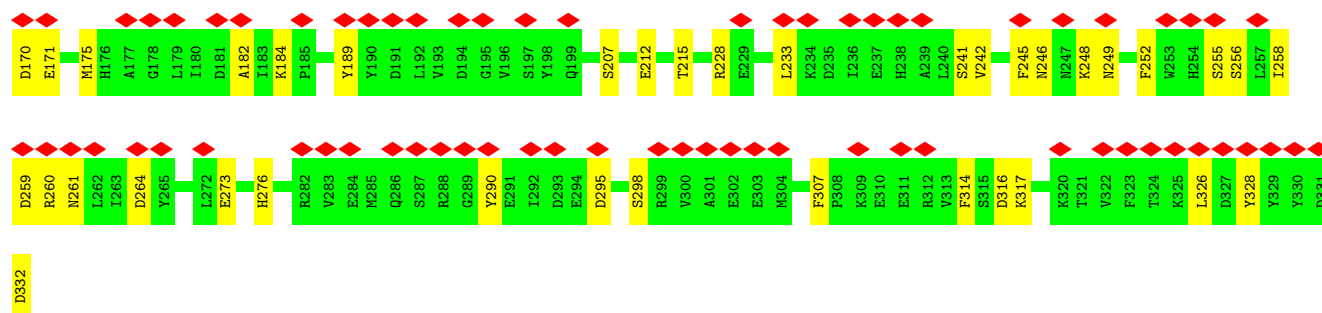 D170 E171 M175 H176 A177 G178 L179 I180 D181 A182 I183 K184 P185 Y189 Y190 D191 L192 V193 D194 G195 V196 S197 Y198 Q199 S207 E212 T215 R228 E229 L233 K234 D235 I236 E237 H238 A239 L240 S241 V242 F245 N246 N247 K248 N249 F252 W253 H254 S255 S256 L257 I258
D259 R260 N261 L262 I263 D264 Y265 L272 E273 H276 R282 V283 E284 M285 Q286 S287 R288 G289 Y290 E291 I292 D293 E294 D295 S298 R299 V300 A301 E302 E303 M304 F307 P308 K309 E310 E311 R312 V313 F314 S315 D316 K317 K320 T321 V322 F323 T324 K325 L326 D327 Y328 Y329 Y330 D331
D332